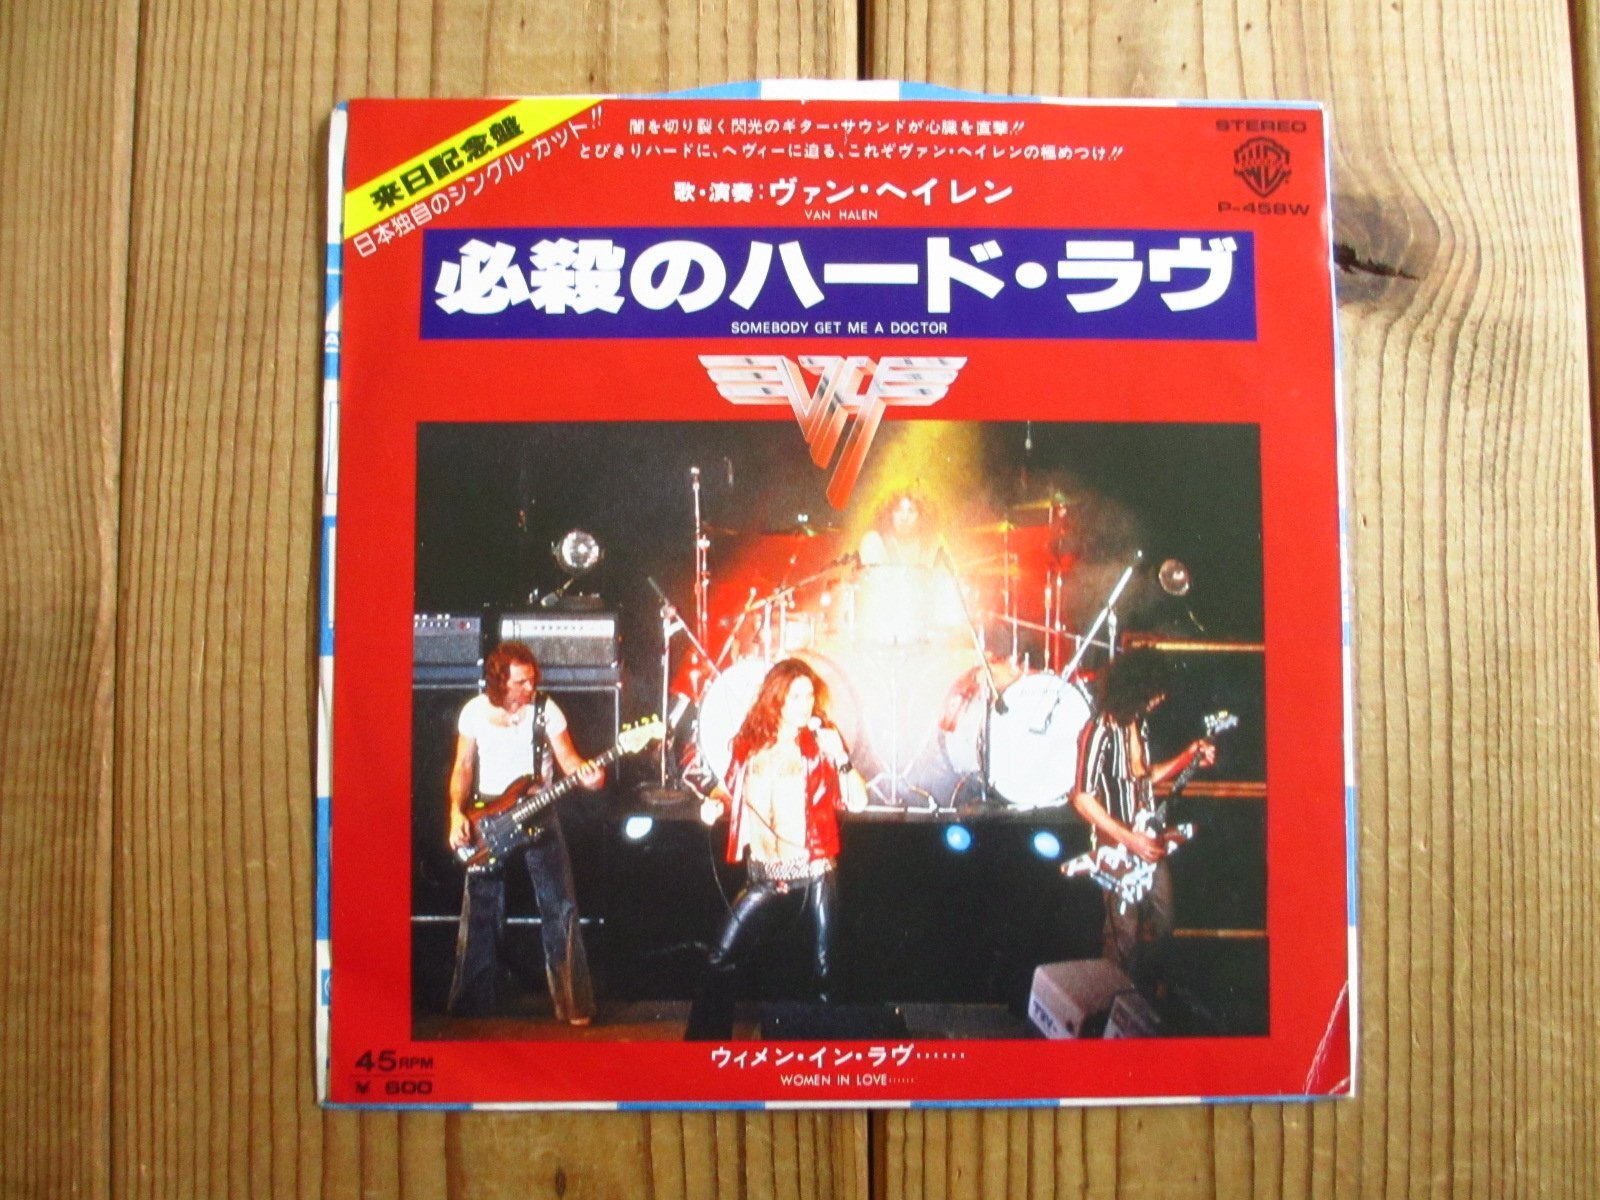 来日記念盤
日本独自のシングル・カット!!
闇を切り裂く閃光のギター・サウンドが心臓を直撃!!
とびきりハードに、ヘヴィーに迫る、これぞヴァン・ヘイレンの極めつけ!!
歌・演奏：ヴァン・ヘイレン
VAN HALEN
STEREO
P-458W
必殺のハード・ラヴ
SOMEBODY GET ME A DOCTOR
ウィメン・イン・ラヴ……
WOMEN IN LOVE……
45RPM
¥ 600